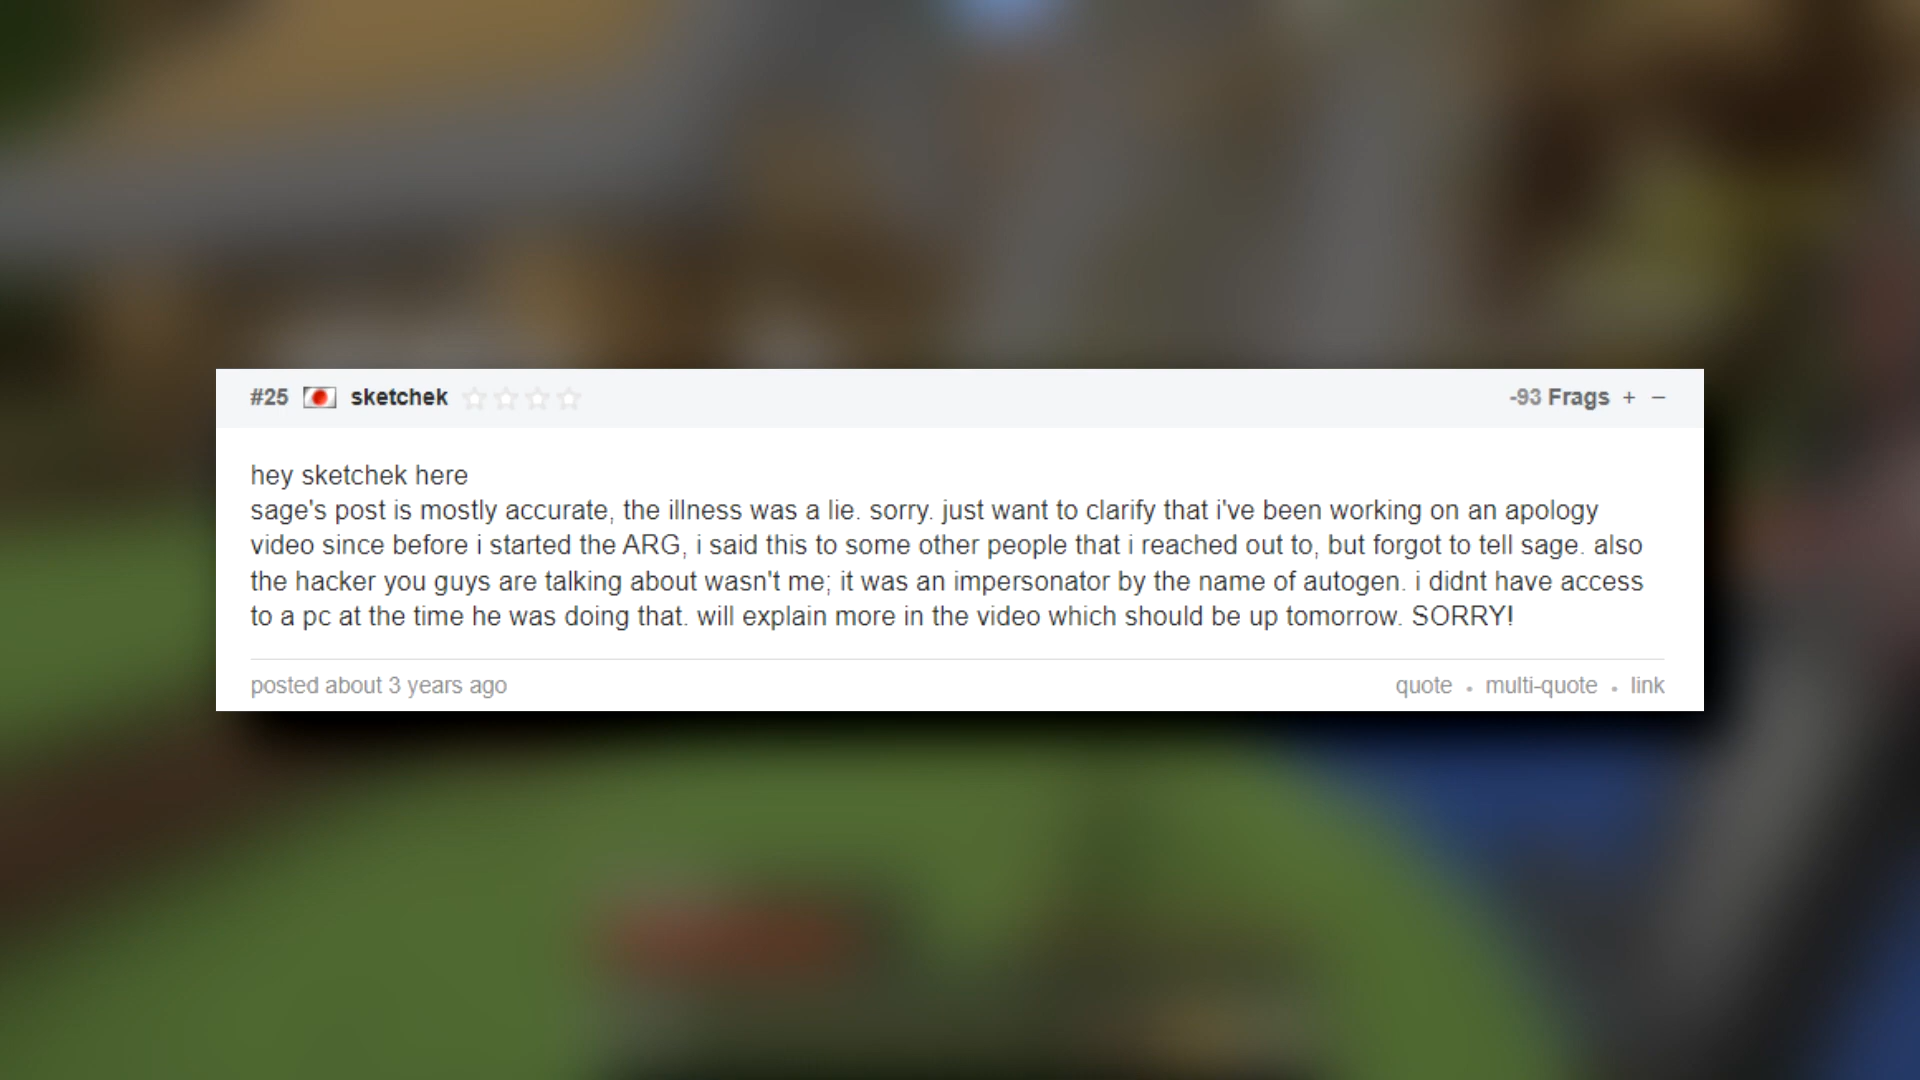 #25 sketchek -93 Frags + −
hey sketchek here
sage's post is mostly accurate, the illness was a lie. sorry. just want to clarify that i've been working on an apology
video since before i started the ARG, i said this to some other people that i reached out to, but forgot to tell sage. also
the hacker you guys are talking about wasn't me; it was an impersonator by the name of autogen. i didnt have access
to a pc at the time he was doing that. will explain more in the video which should be up tomorrow. SORRY!
posted about 3 years ago quote • multi-quote • link